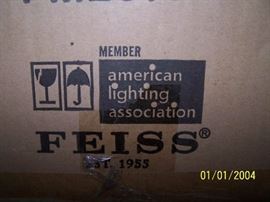 MEMBER
american
lighting
association
FEISS®
EST. 1955
01/01/2004